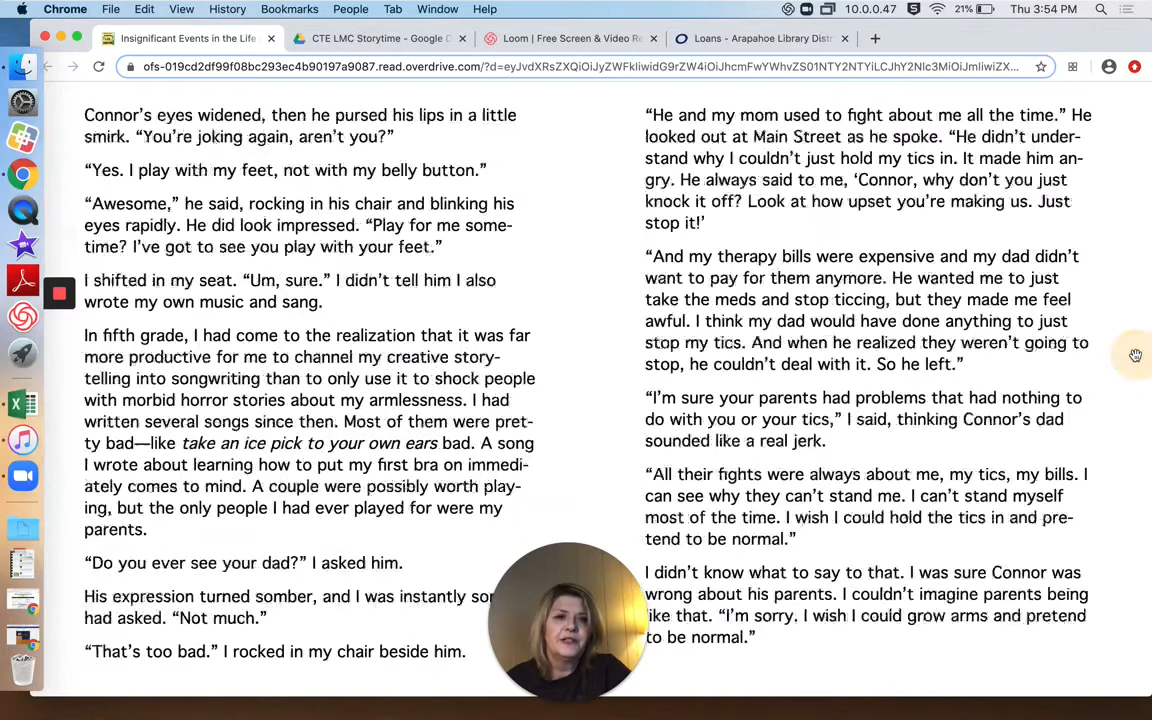 Chrome File Edit View History Bookmarks People Tab Window Help 10.0.0.47 21% Thu 3:54 PM
Insignificant Events in the Life CTE LMC Storytime - Google D Loom | Free Screen & Video Re Loans - Arapahoe Library Distr
ofs-019cd2df99f08bc293ec4b90197a9087.read.overdrive.com/?d=
Connor’s eyes widened, then he pursed his lips in a little
smirk. “You’re joking again, aren’t you?”
“Yes. I play with my feet, not with my belly button.”
“Awesome,” he said, rocking in his chair and blinking his
eyes rapidly. He did look impressed. “Play for me some-
time? I’ve got to see you play with your feet.”
I shifted in my seat. “Um, sure.” I didn’t tell him I also
wrote my own music and sang.
In fifth grade, I had come to the realization that it was far
more productive for me to channel my creative story-
telling into songwriting than to only use it to shock people
with morbid horror stories about my armlessness. I had
written several songs since then. Most of them were pret-
ty bad—like take an ice pick to your own ears bad. A song
I wrote about learning how to put my first bra on immedi-
ately comes to mind. A couple were possibly worth play-
ing, but the only people I had ever played for were my
parents.
“Do you ever see your dad?” I asked him.
His expression turned somber, and I was instantly
had asked. “Not much.”
“That’s too bad.” I rocked in my chair beside him.
“He and my mom used to fight about me all the time.” He
looked out at Main Street as he spoke. “He didn’t under-
stand why I couldn’t just hold my tics in. It made him an-
gry. He always said to me, ‘Connor, why don’t you just
knock it off? Look at how upset you’re making us. Just
stop it!’
“And my therapy bills were expensive and my dad didn’t
want to pay for them anymore. He wanted me to just
take the meds and stop ticcing, but they made me feel
awful. I think my dad would have done anything to just
stop my tics. And when he realized they weren’t going to
stop, he couldn’t deal with it. So he left.”
“I’m sure your parents had problems that had nothing to
do with you or your tics,” I said, thinking Connor’s dad
sounded like a real jerk.
“All their fights were always about me, my tics, my bills. I
can see why they can’t stand me. I can’t stand myself
most of the time. I wish I could hold the tics in and pre-
tend to be normal.”
I didn’t know what to say to that. I was sure Connor was
wrong about his parents. I couldn’t imagine parents being
like that. “I’m sorry. I wish I could grow arms and pretend
to be normal.”